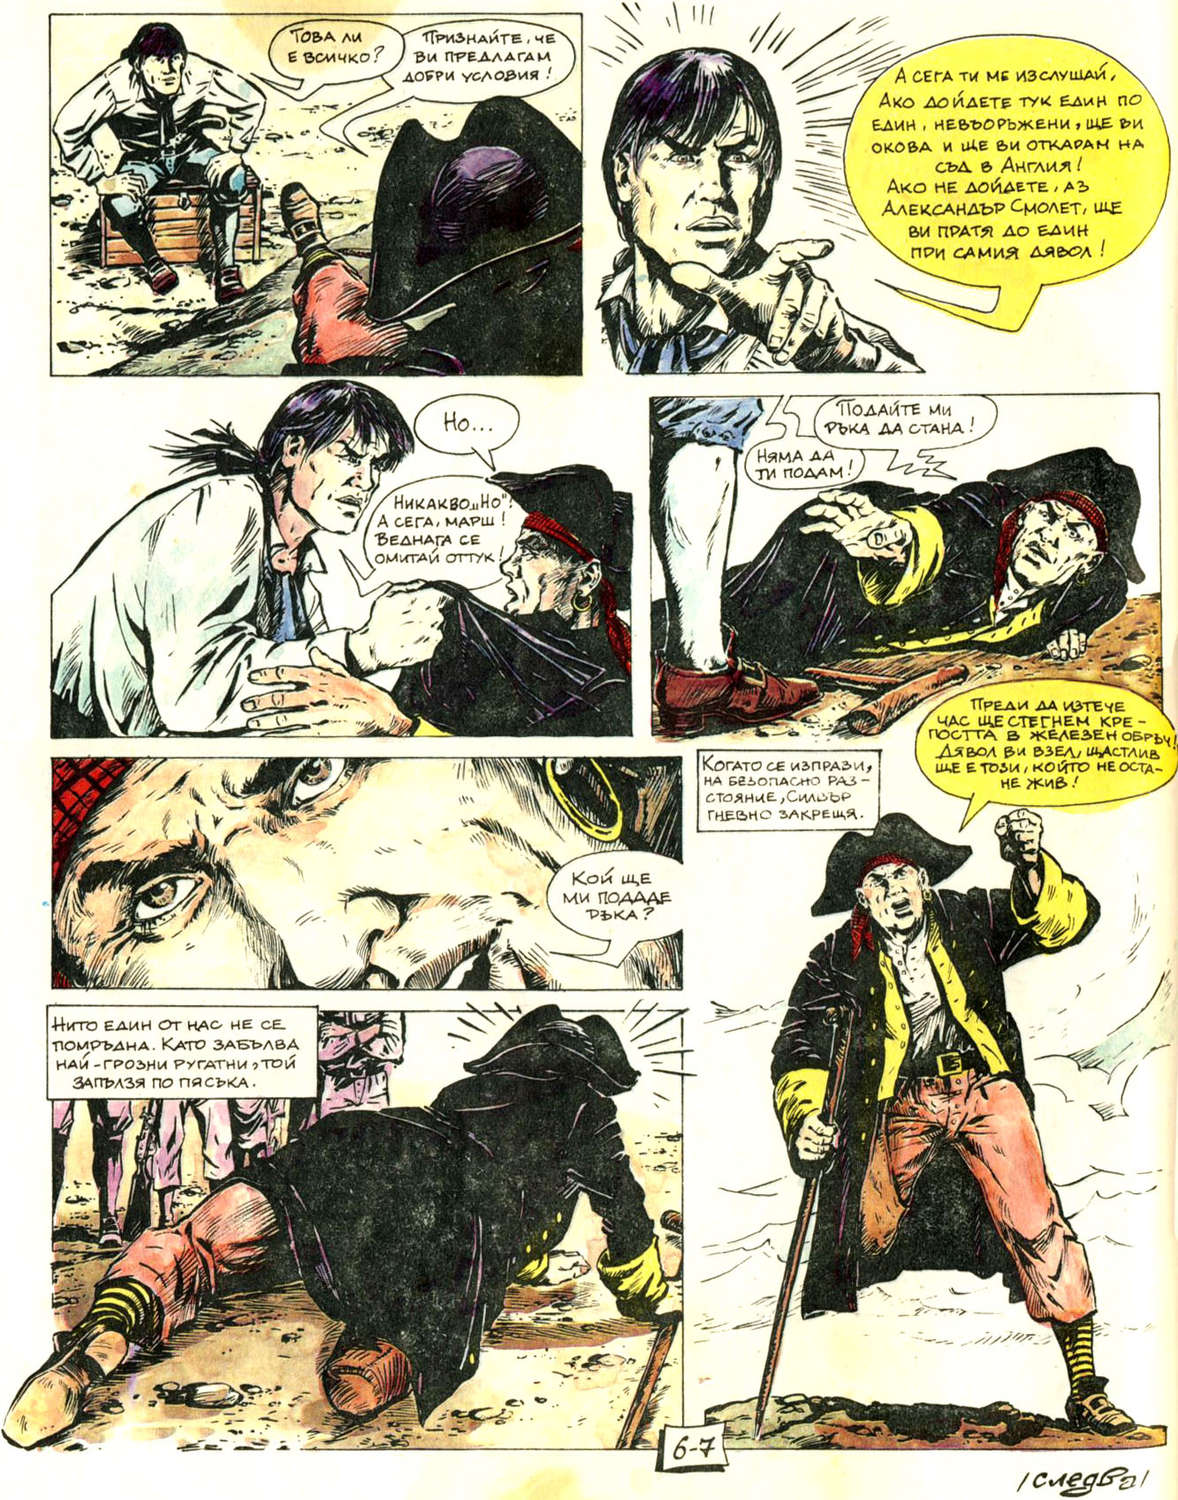 ТОВА ЛИ
Е ВСИЧКО?
ПРИЗНАЙТЕ, ЧЕ
ВИ ПРЕДЛАГАМ
ДОБРИ УСЛОВИЯ!
А СЕГА ТИ МЕ ИЗСЛУШАЙ,
АКО ДОЙДЕТЕ ТУК ЕДИН ПО
ЕДИН, НЕВЪОРЪЖЕНИ, ЩЕ ВИ
ОКОВА И ЩЕ ВИ ОТКАРАМ НА
СЪД В АНГЛИЯ!
АКО НЕ ДОЙДЕТЕ, АЗ
АЛЕКСАНДЪР СМОЛЕТ, ЩЕ
ВИ ПРАТЯ ДО ЕДИН
ПРИ САМИЯ ДЯВОЛ!
НО...
НИКАКВО „НО"!
А СЕГА, МАРШ!
ВЕДНАГА СЕ
ОМИТАЙ ОТТУК!
ПОДАЙТЕ МИ
РЪКА ДА СТАНА!
НЯМА ДА
ТИ ПОДАМ!
КОЙ ЩЕ
МИ ПОДАДЕ
РЪКА?
КОГАТО СЕ ИЗПРАЗИ,
НА БЕЗОПАСНО РАЗ-
СТОЯНИЕ, СИЛВЪР
ГНЕВНО ЗАКРЕЩЯ.
ПРЕДИ ДА ИЗТЕЧЕ
ЧАС ЩЕ СТЕГНЕМ КРЕ-
ПОСТТА В ЖЕЛЕЗЕН ОБРЪЧ!
ДЯВОЛ ВИ ВЗЕЛ, ЩАСТЛИВ
ЩЕ Е ТОЗИ, КОЙТО НЕ ОСТА-
НЕ ЖИВ!
НИТО ЕДИН ОТ НАС НЕ СЕ
ПОМРЪДНА. КАТО ЗАБЪЛВА
НАЙ-ГРОЗНИ РУГАТНИ, ТОЙ
ЗАПЪЛЗЯ ПО ПЯСЪКА.
6-7
/СЛЕДВА/